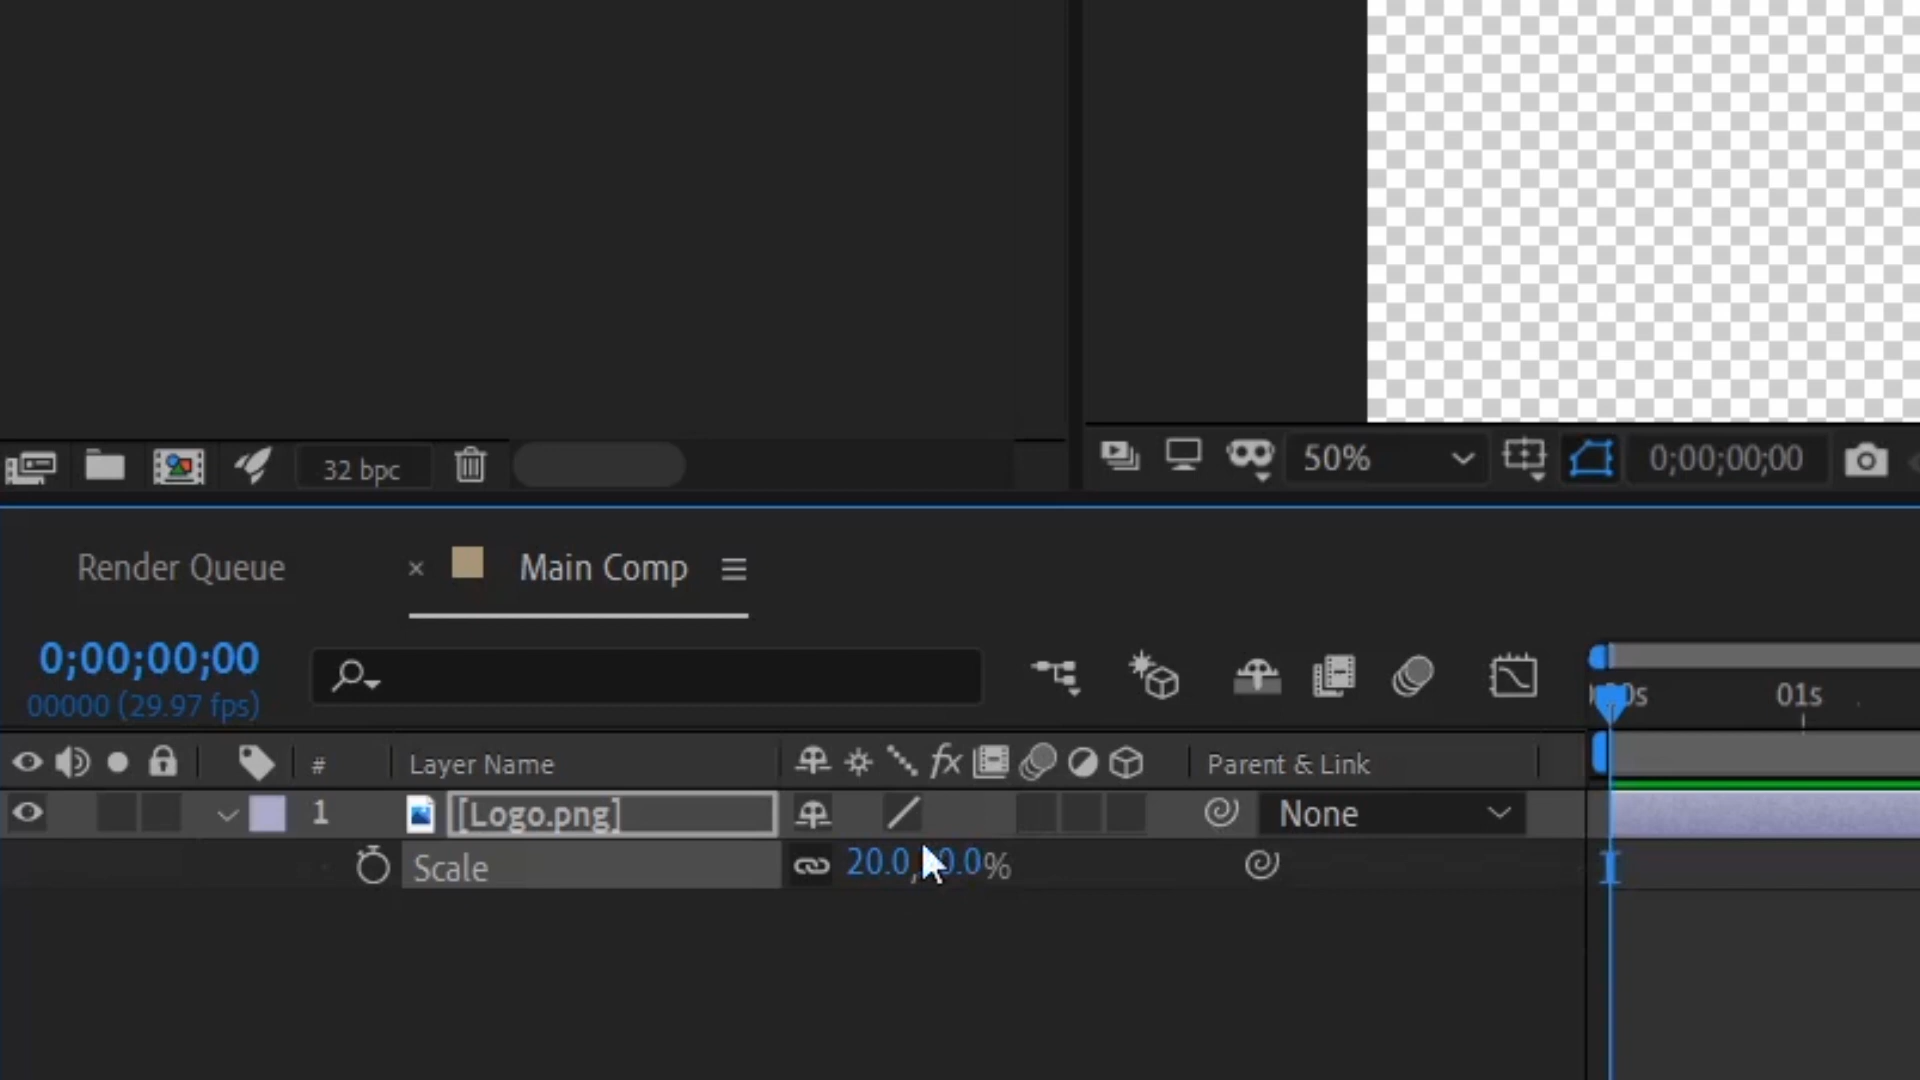 32 bpc
50%
0;00;00;00
Render Queue
× Main Comp
0;00;00;00
00000 (29.97 fps)
01s
# Layer Name fx Parent & Link
1 [Logo.png] None
Scale 20.0, %